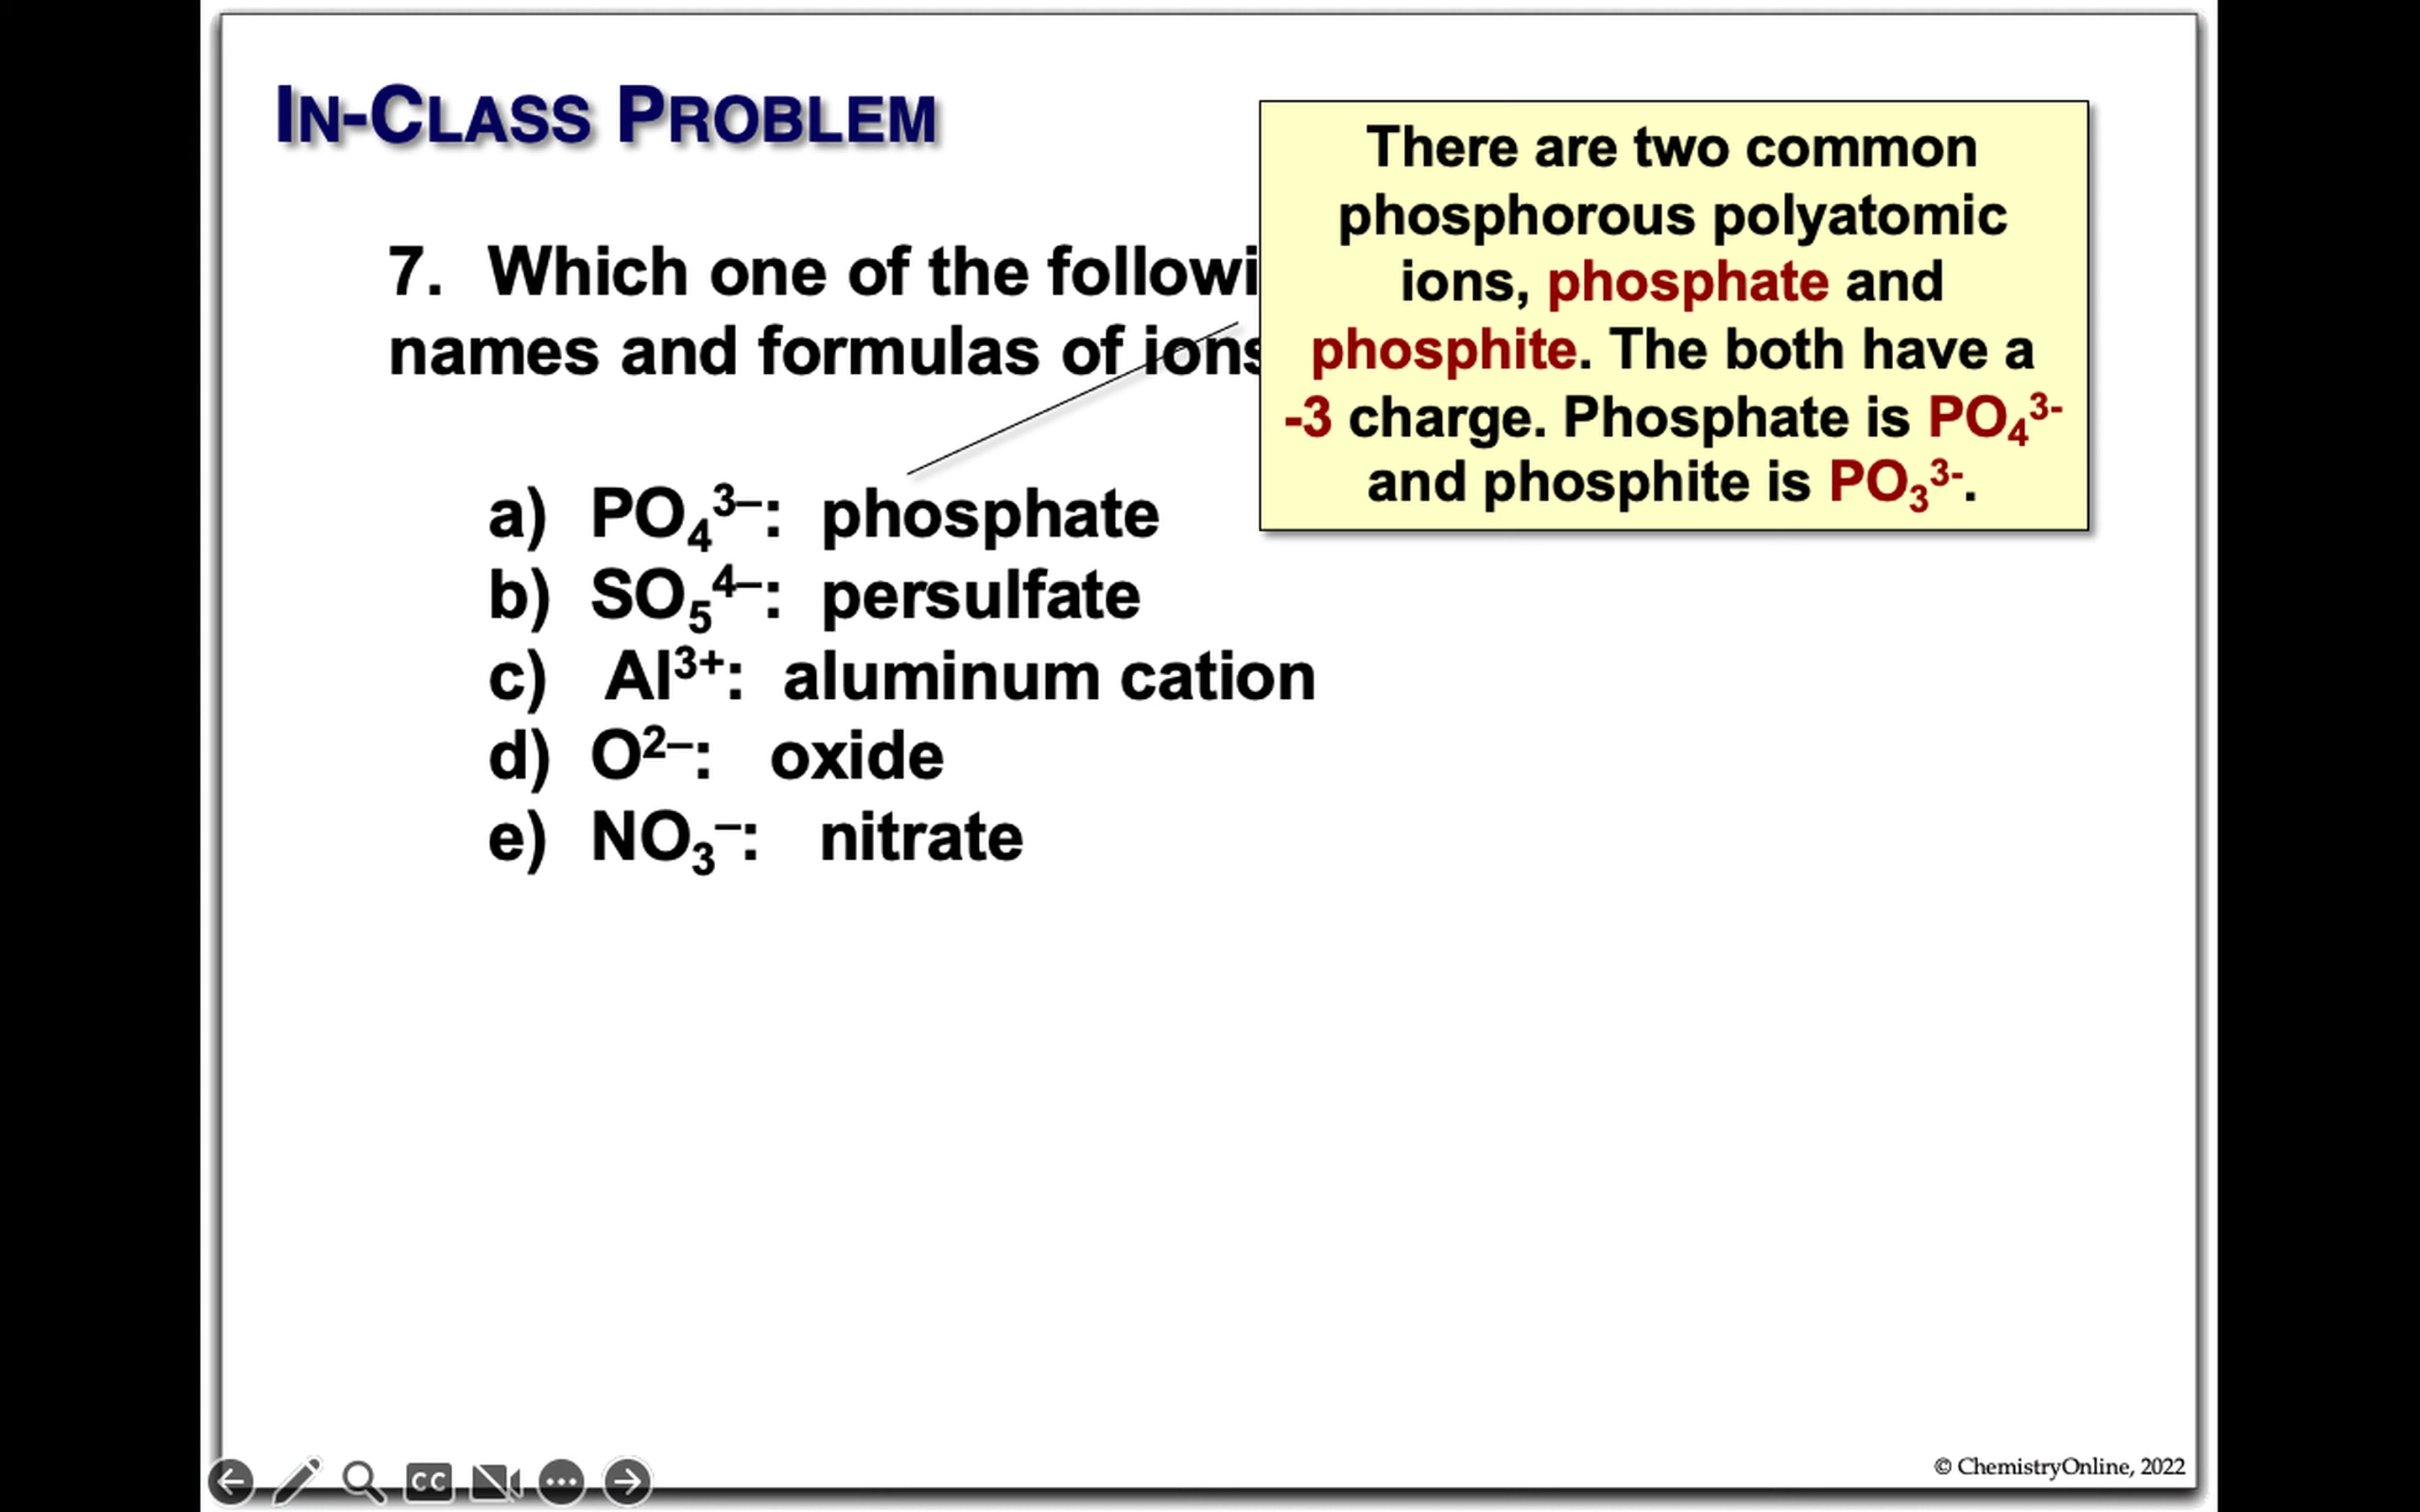 IN-CLASS PROBLEM
7. Which one of the followi
names and formulas of ions
There are two common
phosphorous polyatomic
ions, phosphate and
phosphite. The both have a
-3 charge. Phosphate is PO₄³⁻
and phosphite is PO₃³⁻.
a) PO₄³⁻: phosphate
b) SO₅⁴⁻: persulfate
c) Al³⁺: aluminum cation
d) O²⁻: oxide
e) NO₃⁻: nitrate
CC
© ChemistryOnline, 2022